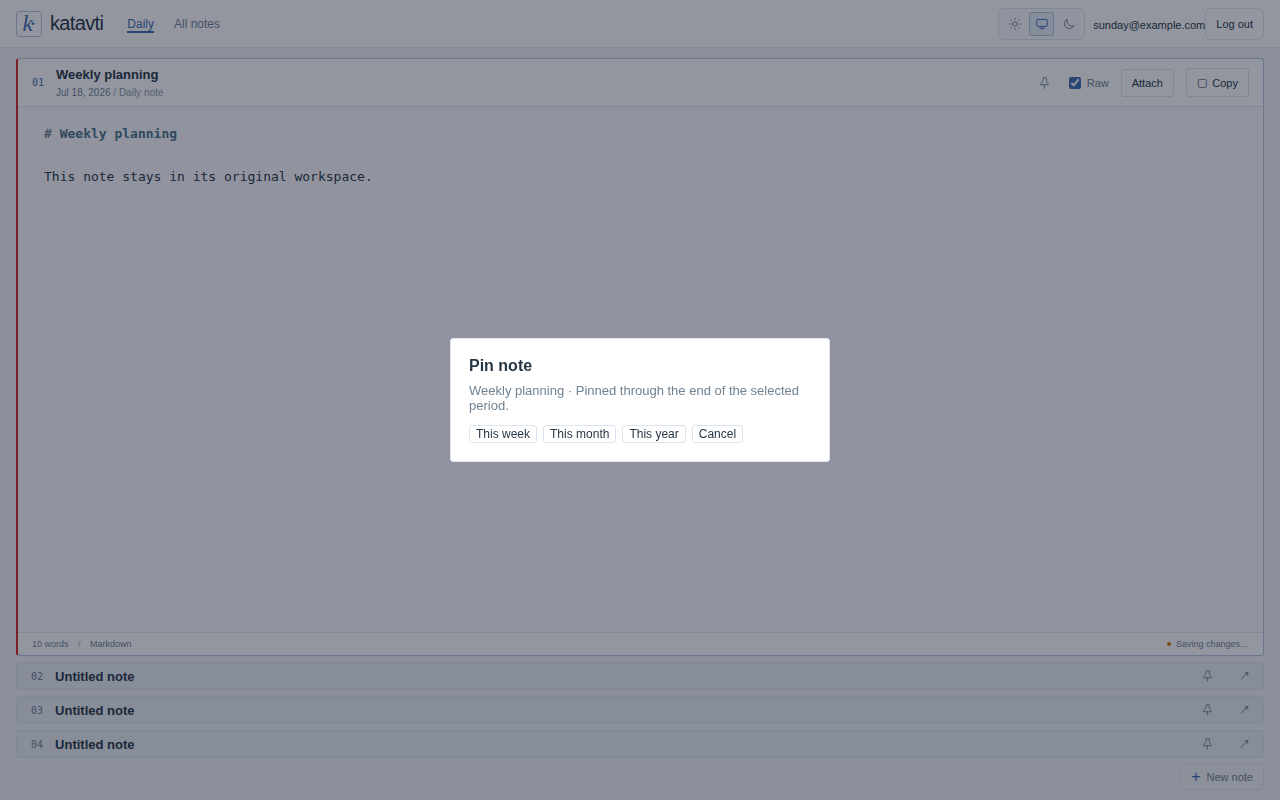 k katavti Daily All notes sunday@example.com Log out
01 Weekly planning Raw Attach Copy
Jul 18, 2026 / Daily note
# Weekly planning
This note stays in its original workspace.
Pin note
Weekly planning · Pinned through the end of the selected
period.
This week This month This year Cancel
10 words / Markdown Saving changes…
02 Untitled note
03 Untitled note
04 Untitled note
+ New note